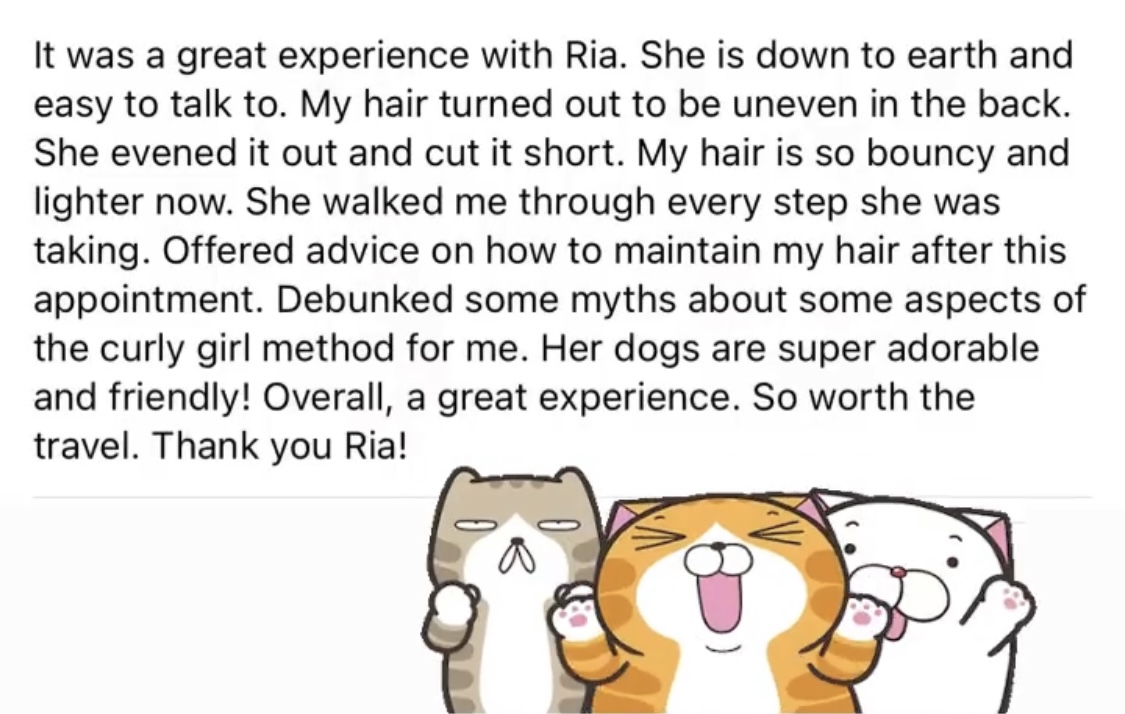 It was a great experience with Ria. She is down to earth and
easy to talk to. My hair turned out to be uneven in the back.
She evened it out and cut it short. My hair is so bouncy and
lighter now. She walked me through every step she was
taking. Offered advice on how to maintain my hair after this
appointment. Debunked some myths about some aspects of
the curly girl method for me. Her dogs are super adorable
and friendly! Overall, a great experience. So worth the
travel. Thank you Ria!